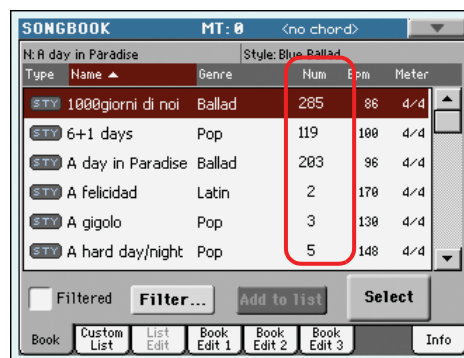 SONGBOOK MT: 0 <no chord>
N: A day in Paradise Style: Blue Ballad
Type Name Genre Num Bpm Meter
STY 1000giorni di noi Ballad 285 86 4/4
STY 6+1 days Pop 119 100 4/4
STY A day in Paradise Ballad 203 96 4/4
STY A felicidad Latin 2 170 4/4
STY A gigolo Pop 3 130 4/4
STY A hard day/night Pop 5 148 4/4
Filtered Filter... Add to list Select
Book Custom List List Edit Book Edit 1 Book Edit 2 Book Edit 3 Info